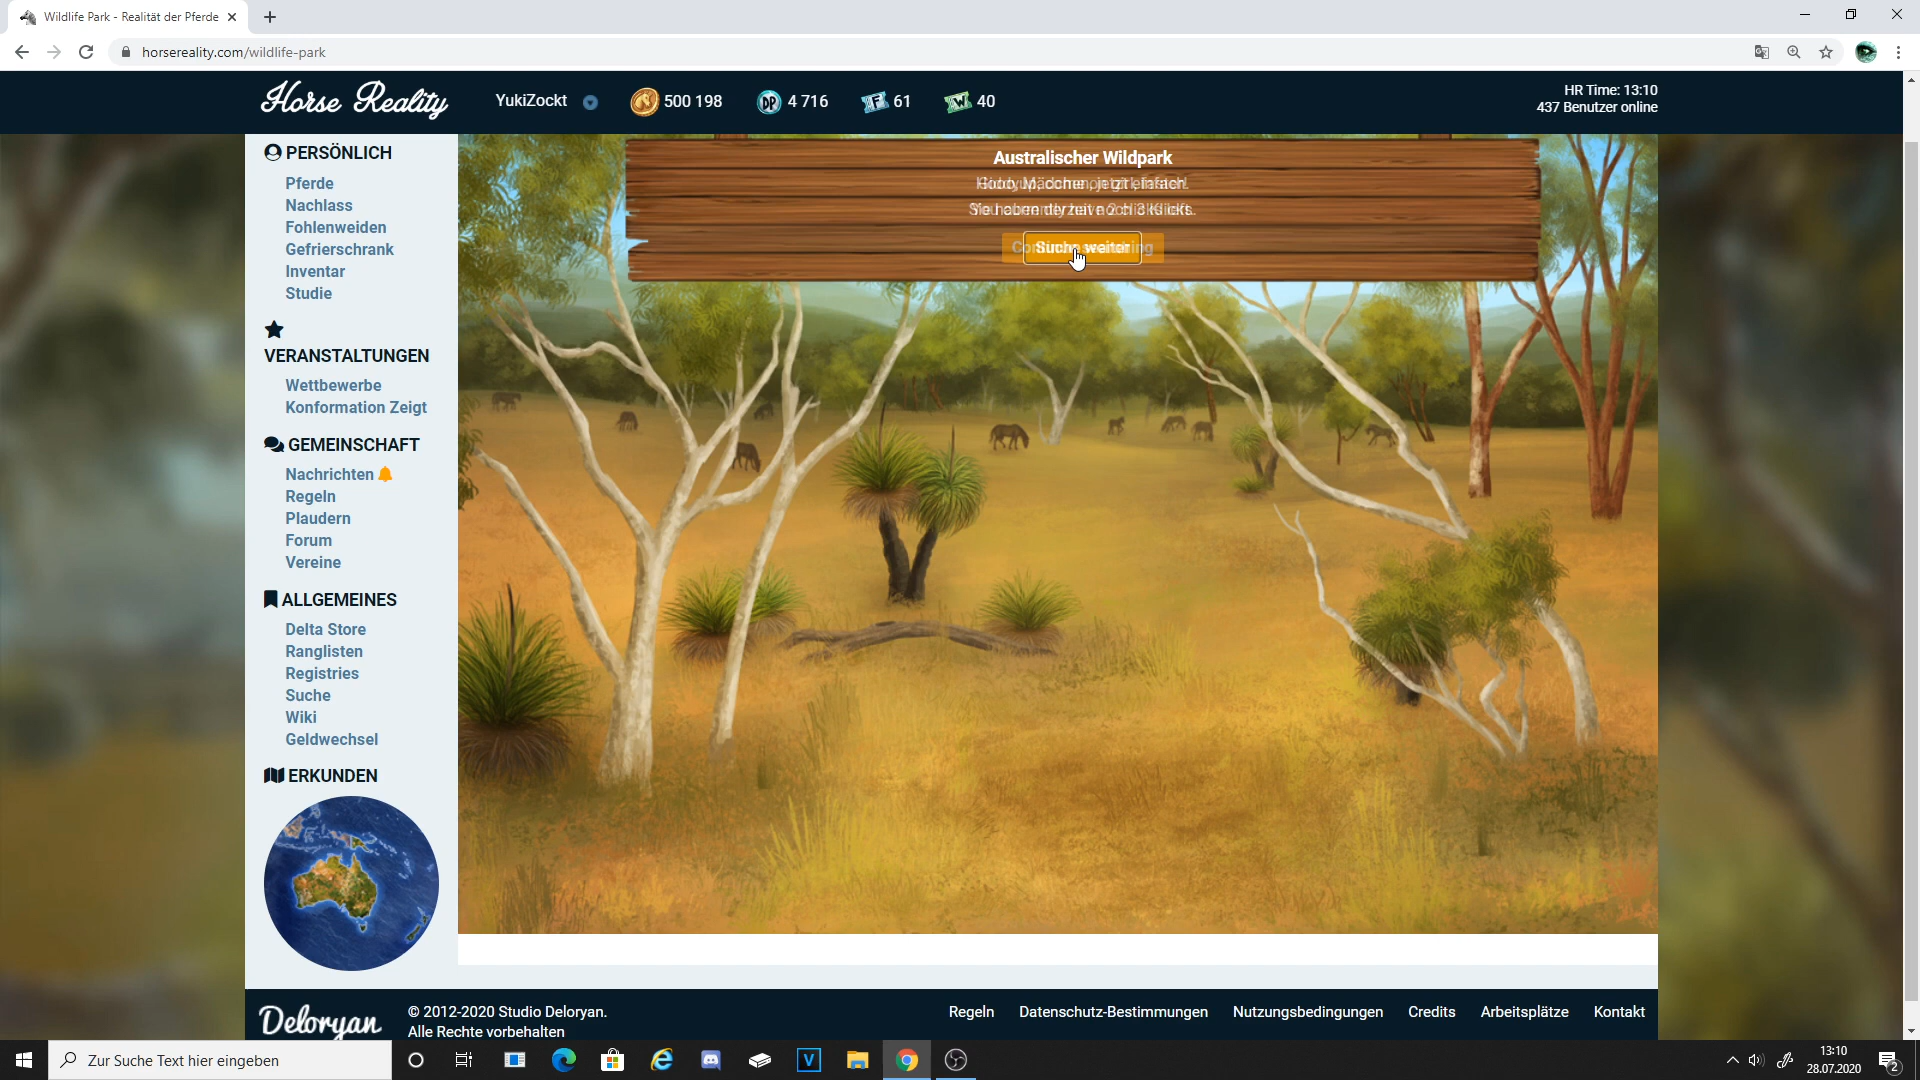 Wildlife Park - Realität der Pferde
horsereality.com/wildlife-park
Horse Reality
YukiZockt
500 198
DP
4 716
F
61
W
40
HR Time: 13:10
437 Benutzer online
PERSÖNLICH
Pferde
Nachlass
Fohlenweiden
Gefrierschrank
Inventar
Studie
VERANSTALTUNGEN
Wettbewerbe
Konformation Zeigt
GEMEINSCHAFT
Nachrichten
Regeln
Plaudern
Forum
Vereine
ALLGEMEINES
Delta Store
Ranglisten
Registries
Suche
Wiki
Geldwechsel
ERKUNDEN
Australischer Wildpark
Suche weiter
Deloryan
© 2012-2020 Studio Deloryan.
Alle Rechte vorbehalten
Regeln
Datenschutz-Bestimmungen
Nutzungsbedingungen
Credits
Arbeitsplätze
Kontakt
Zur Suche Text hier eingeben
V
13:10
28.07.2020
2